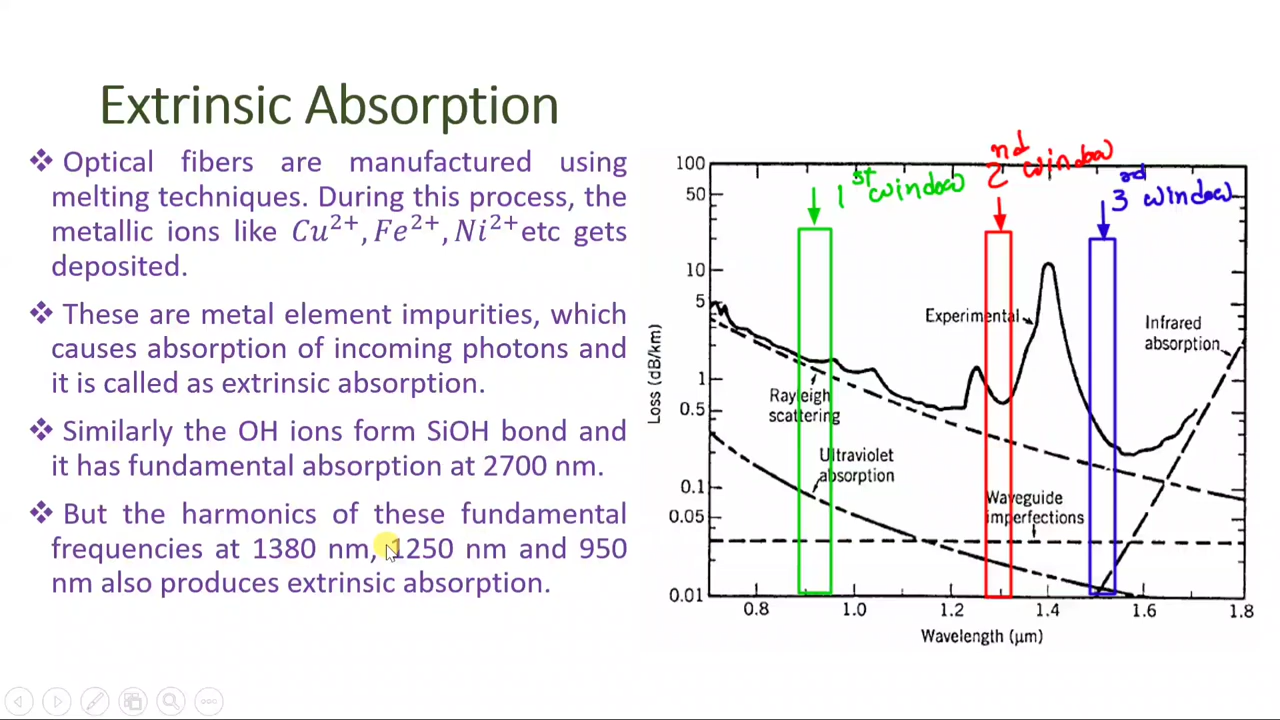 Extrinsic Absorption
❖ Optical fibers are manufactured using
melting techniques. During this process, the
metallic ions like Cu²⁺, Fe²⁺, Ni²⁺ etc gets
deposited.
❖ These are metal element impurities, which
causes absorption of incoming photons and
it is called as extrinsic absorption.
❖ Similarly the OH ions form SiOH bond and
it has fundamental absorption at 2700 nm.
❖ But the harmonics of these fundamental
frequencies at 1380 nm, 1250 nm and 950
nm also produces extrinsic absorption.
1st window
2nd window
3rd window
100
50
10
5
1
0.5
0.1
0.05
0.01
Loss (dB/km)
Experimental
Infrared
absorption
Rayleigh
scattering
Ultraviolet
absorption
Waveguide
imperfections
0.8 1.0 1.2 1.4 1.6 1.8
Wavelength (μm)